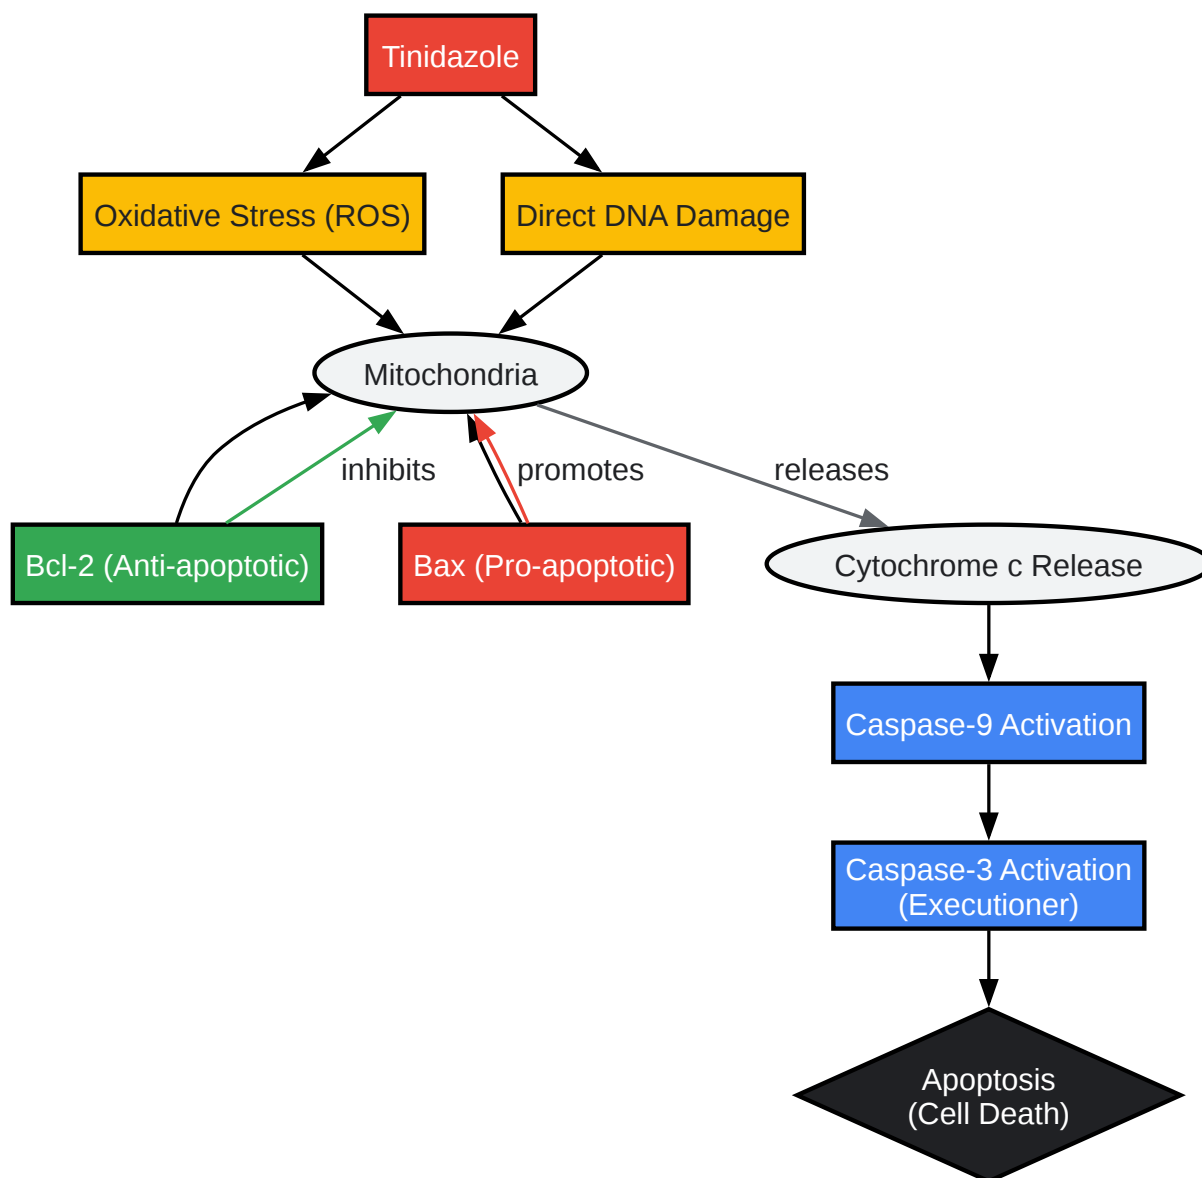 Tinidazole
Oxidative Stress (ROS)
Direct DNA Damage
Mitochondria
inhibits
promotes
releases
Bcl-2 (Anti-apoptotic)
Bax (Pro-apoptotic)
Cytochrome c Release
Caspase-9 Activation
Caspase-3 Activation
(Executioner)
Apoptosis
(Cell Death)